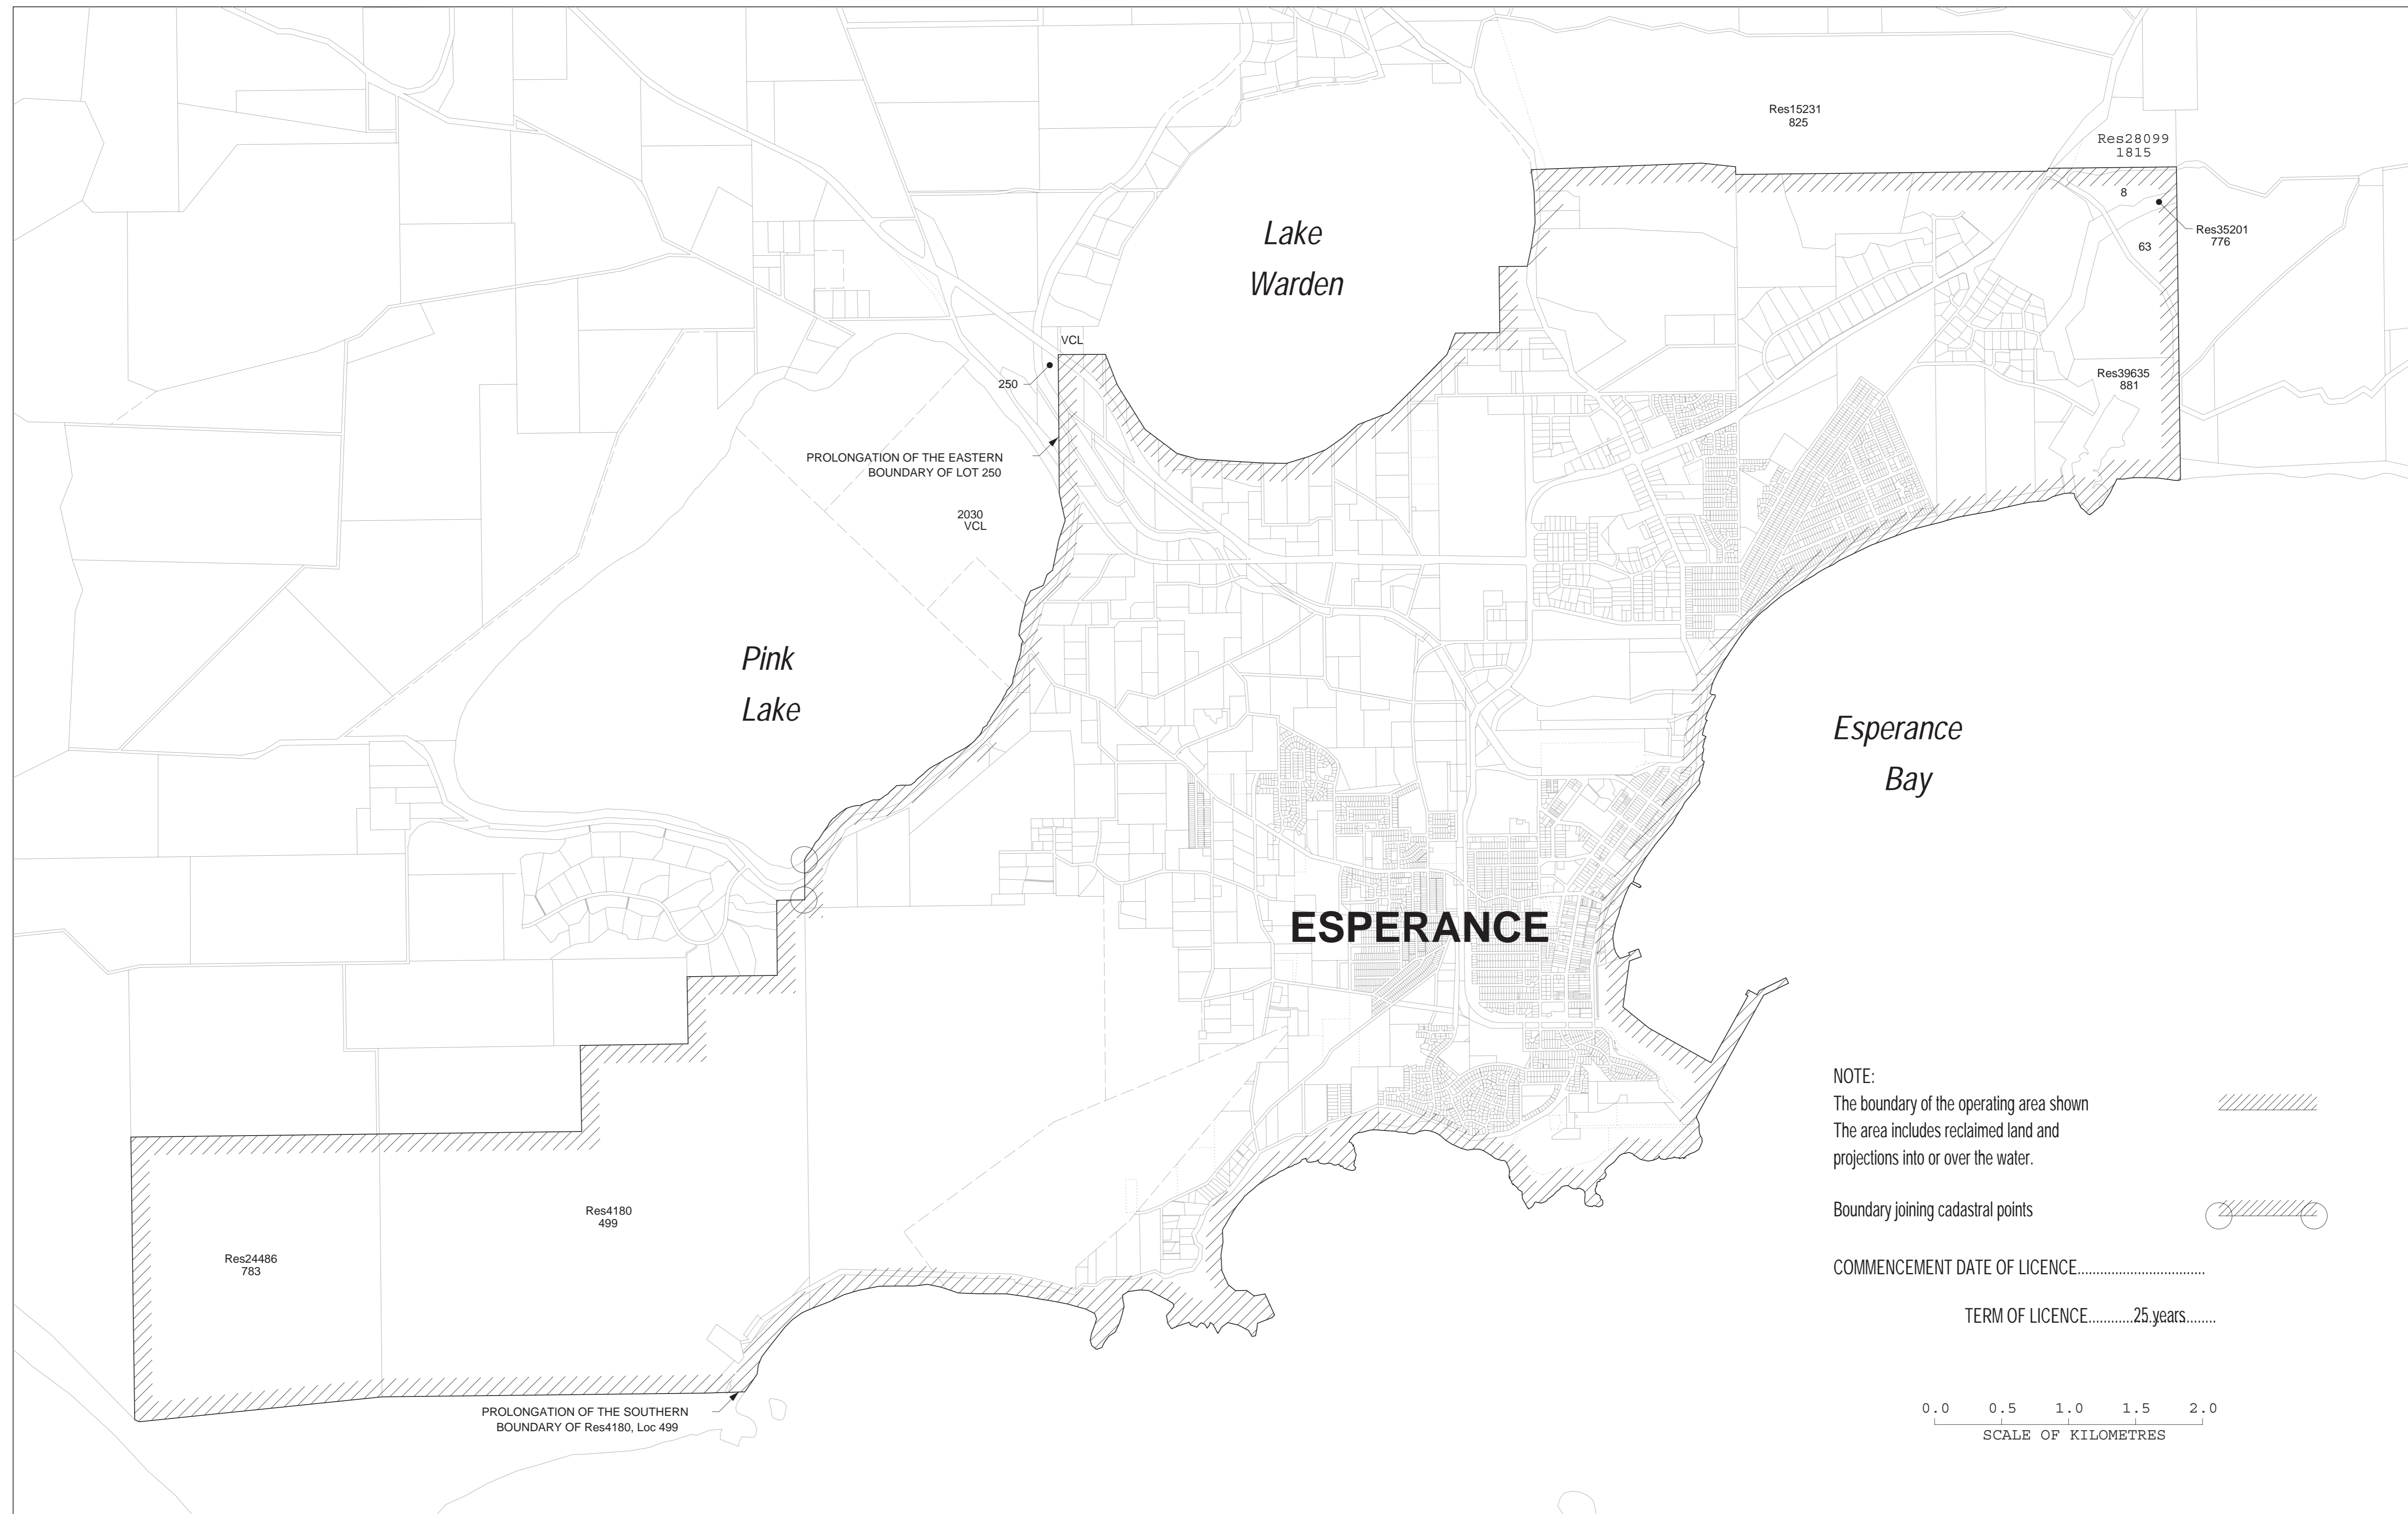 Res15231
825
Res28099
1815
8
Res35201
776
63
Lake
Warden
VCL
250
Res39635
881
PROLONGATION OF THE EASTERN
BOUNDARY OF LOT 250
2030
VCL
Pink
Lake
Esperance
Bay
ESPERANCE
NOTE:
The boundary of the operating area shown
The area includes reclaimed land and
projections into or over the water.
Boundary joining cadastral points
COMMENCEMENT DATE OF LICENCE..................................
TERM OF LICENCE............25 years..........
Res4180
499
Res24486
783
PROLONGATION OF THE SOUTHERN
BOUNDARY OF Res4180, Loc 499
0.0 0.5 1.0 1.5 2.0
SCALE OF KILOMETRES